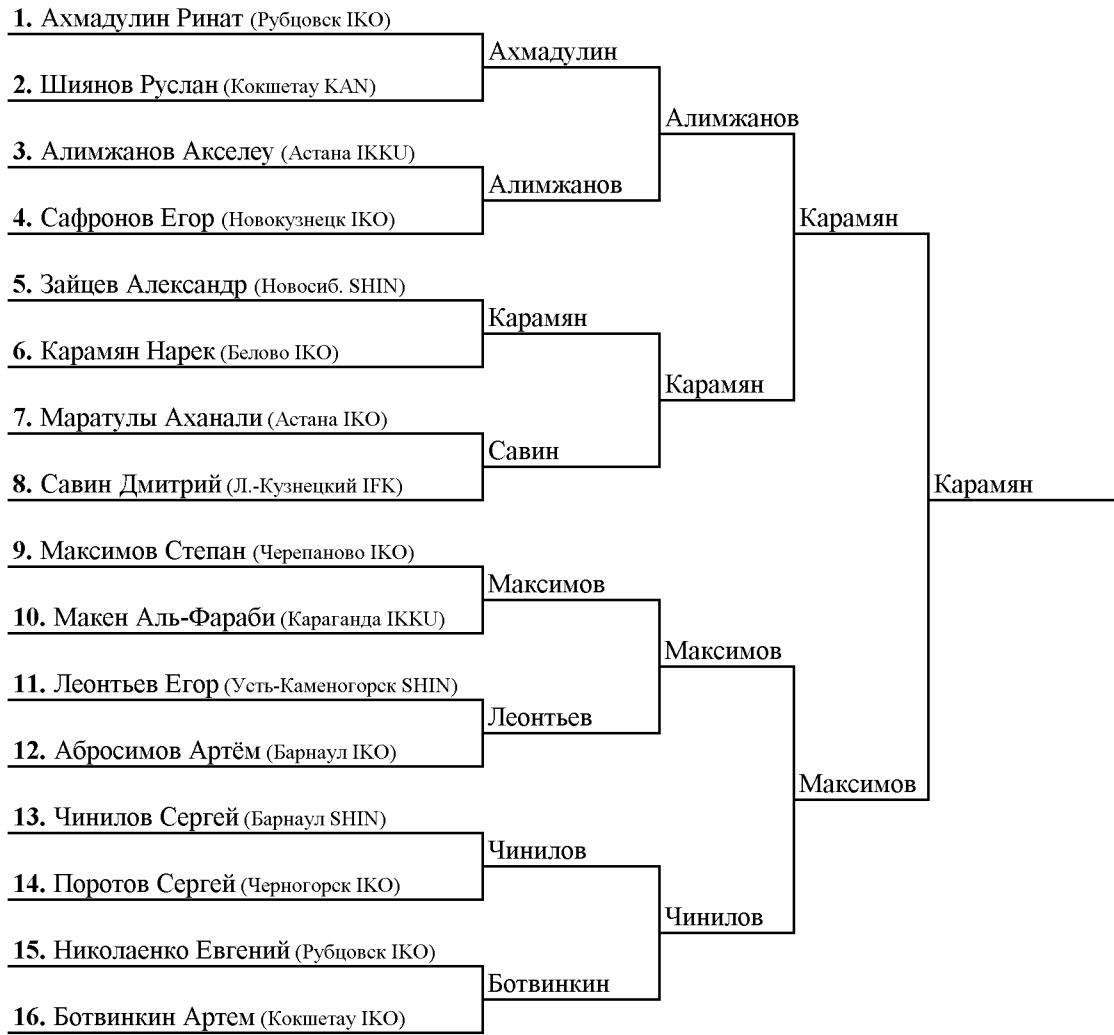 1. Ахмадулин Ринат (Рубцовск IKO)
Ахмадулин
2. Шиянов Руслан (Кокшетау KAN)
Алимжанов
3. Алимжанов Акселеу (Астана IKKU)
Алимжанов
4. Сафронов Егор (Новокузнецк IKO)
Карамян
5. Зайцев Александр (Новосиб. SHIN)
Карамян
6. Карамян Нарек (Белово IKO)
Карамян
7. Маратулы Аханали (Астана IKO)
Савин
8. Савин Дмитрий (Л.-Кузнецкий IFK)
Карамян
9. Максимов Степан (Черепаново IKO)
Максимов
10. Макен Аль-Фараби (Караганда IKKU)
Максимов
11. Леонтьев Егор (Усть-Каменогорск SHIN)
Леонтьев
12. Абросимов Артём (Барнаул IKO)
Максимов
13. Чинилов Сергей (Барнаул SHIN)
Чинилов
14. Поротов Сергей (Черногорск IKO)
Чинилов
15. Николаенко Евгений (Рубцовск IKO)
Ботвинкин
16. Ботвинкин Артем (Кокшетау IKO)